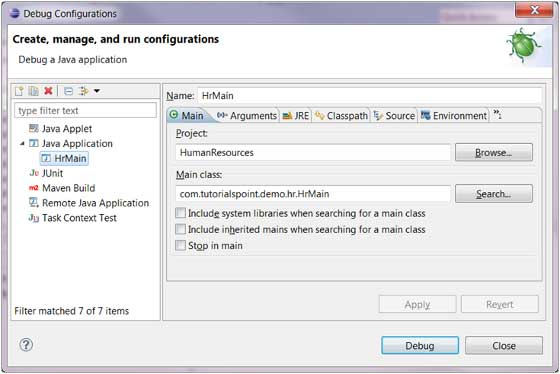 Debug Configurations
Create, manage, and run configurations
Debug a Java application
type filter text
Java Applet
Java Application
HrMain
JUnit
Maven Build
Remote Java Application
Task Context Test
Filter matched 7 of 7 items
Name: HrMain
Main Arguments JRE Classpath Source Environment »1
Project:
HumanResources Browse...
Main class:
com.tutorialspoint.demo.hr.HrMain Search...
Include system libraries when searching for a main class
Include inherited mains when searching for a main class
Stop in main
Apply Revert
Debug Close